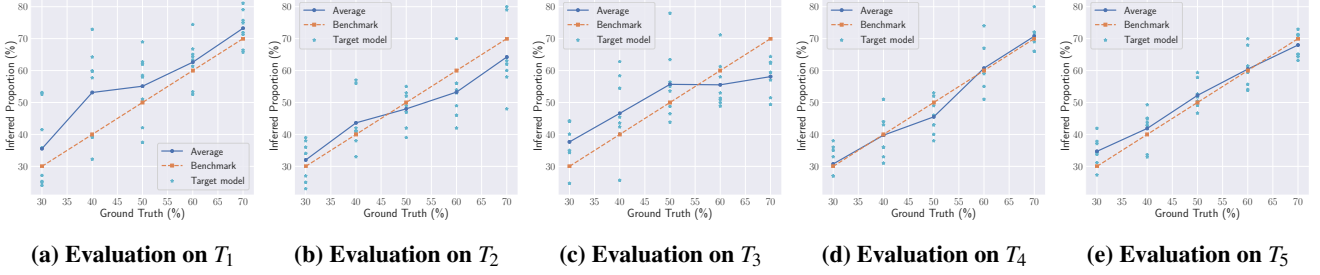 80
70
60
50
40
30
Inferred Proportion (%)
Average
Benchmark
Target model
Average
Benchmark
Target model
30 35 40 45 50 55 60 65 70
Ground Truth (%)
(a) Evaluation on T1
80
70
60
50
40
30
Inferred Proportion (%)
Average
Benchmark
Target model
30 35 40 45 50 55 60 65 70
Ground Truth (%)
(b) Evaluation on T2
80
70
60
50
40
30
Inferred Proportion (%)
Average
Benchmark
Target model
30 35 40 45 50 55 60 65 70
Ground Truth (%)
(c) Evaluation on T3
80
70
60
50
40
30
Inferred Proportion (%)
Average
Benchmark
Target model
30 35 40 45 50 55 60 65 70
Ground Truth (%)
(d) Evaluation on T4
80
70
60
50
40
30
Inferred Proportion (%)
Average
Benchmark
Target model
30 35 40 45 50 55 60 65 70
Ground Truth (%)
(e) Evaluation on T5